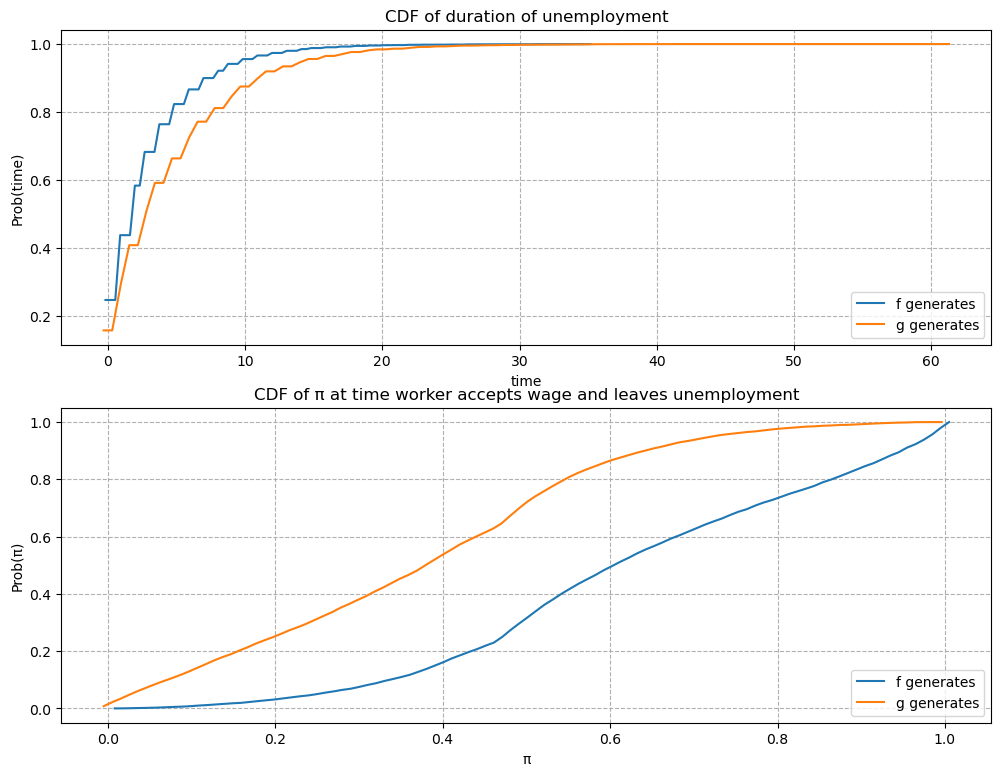 CDF of duration of unemployment
1.0
0.8
0.6
0.4
0.2
Prob(time)
f generates
g generates
0 10 20 30 40 50 60
time
CDF of π at time worker accepts wage and leaves unemployment
1.0
0.8
0.6
0.4
0.2
0.0
Prob(π)
f generates
g generates
0.0 0.2 0.4 0.6 0.8 1.0
π